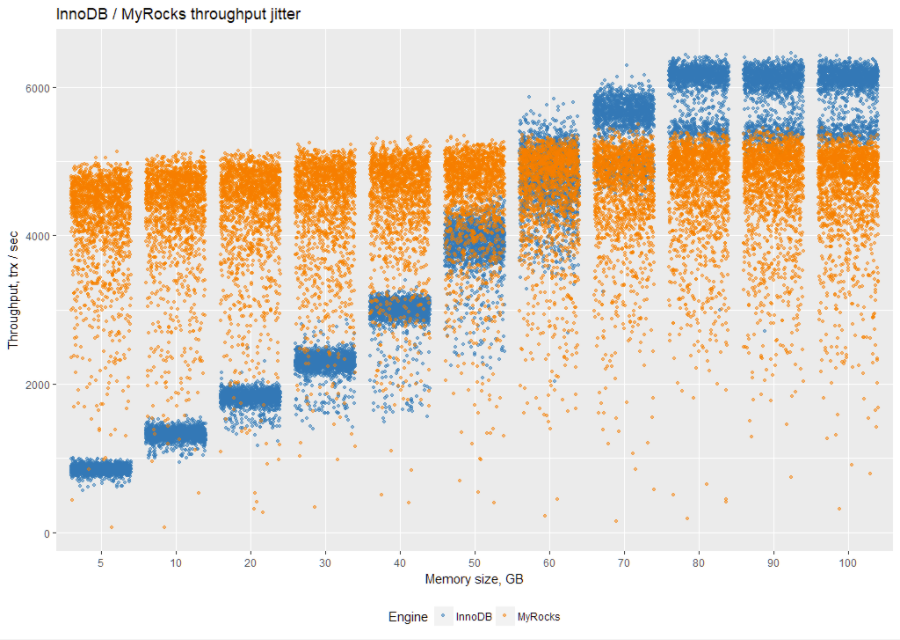 InnoDB / MyRocks throughput jitter
Throughput, trx / sec
6000
4000
2000
0
5 10 20 30 40 50 60 70 80 90 100
Memory size, GB
Engine InnoDB MyRocks